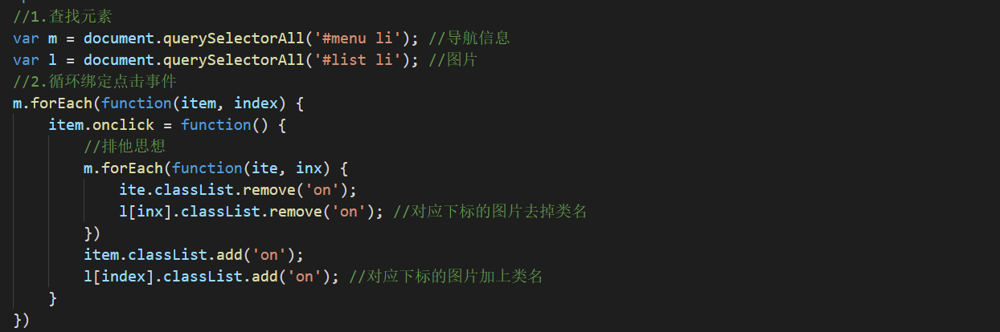 //1.查找元素
var m = document.querySelectorAll('#menu li'); //导航信息
var l = document.querySelectorAll('#list li'); //图片
//2.循环绑定点击事件
m.forEach(function(item, index) {
    item.onclick = function() {
        //排他思想
        m.forEach(function(ite, inx) {
            ite.classList.remove('on');
            l[inx].classList.remove('on'); //对应下标的图片去掉类名
        })
        item.classList.add('on');
        l[index].classList.add('on'); //对应下标的图片加上类名
    }
})